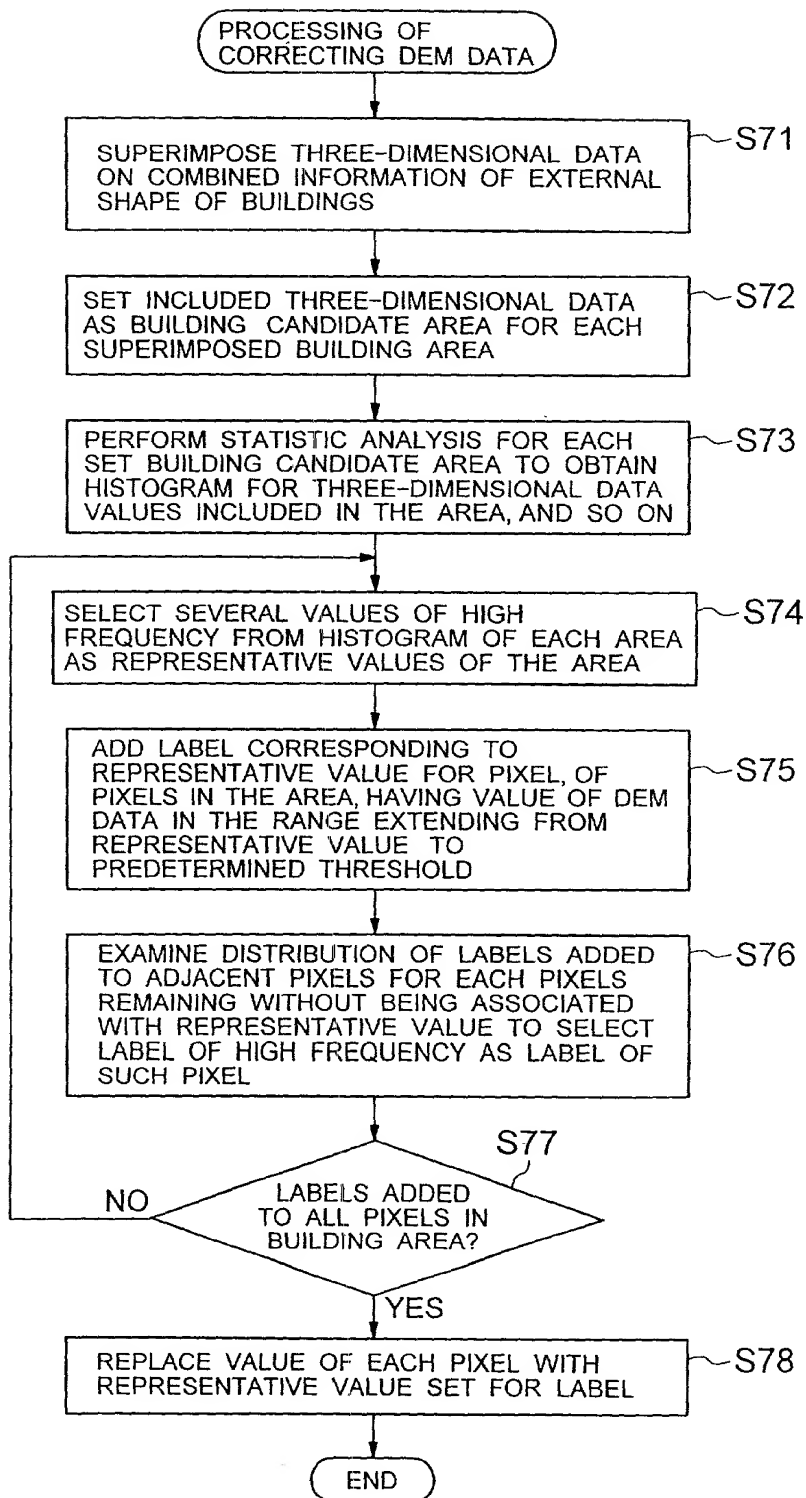 PROCESSING OF
CORRECTING DEM DATA
SUPERIMPOSE THREE-DIMENSIONAL DATA
ON COMBINED INFORMATION OF EXTERNAL
SHAPE OF BUILDINGS
S71
SET INCLUDED THREE-DIMENSIONAL DATA
AS BUILDING CANDIDATE AREA FOR EACH
SUPERIMPOSED BUILDING AREA
S72
PERFORM STATISTIC ANALYSIS FOR EACH
SET BUILDING CANDIDATE AREA TO OBTAIN
HISTOGRAM FOR THREE-DIMENSIONAL DATA
VALUES INCLUDED IN THE AREA, AND SO ON
S73
SELECT SEVERAL VALUES OF HIGH
FREQUENCY FROM HISTOGRAM OF EACH AREA
AS REPRESENTATIVE VALUES OF THE AREA
S74
ADD LABEL CORRESPONDING TO
REPRESENTATIVE VALUE FOR PIXEL, OF
PIXELS IN THE AREA, HAVING VALUE OF DEM
DATA IN THE RANGE EXTENDING FROM
REPRESENTATIVE VALUE TO
PREDETERMINED THRESHOLD
S75
EXAMINE DISTRIBUTION OF LABELS ADDED
TO ADJACENT PIXELS FOR EACH PIXELS
REMAINING WITHOUT BEING ASSOCIATED
WITH REPRESENTATIVE VALUE TO SELECT
LABEL OF HIGH FREQUENCY AS LABEL OF
SUCH PIXEL
S76
S77
NO
LABELS ADDED
TO ALL PIXELS IN
BUILDING AREA?
YES
REPLACE VALUE OF EACH PIXEL WITH
REPRESENTATIVE VALUE SET FOR LABEL
S78
END